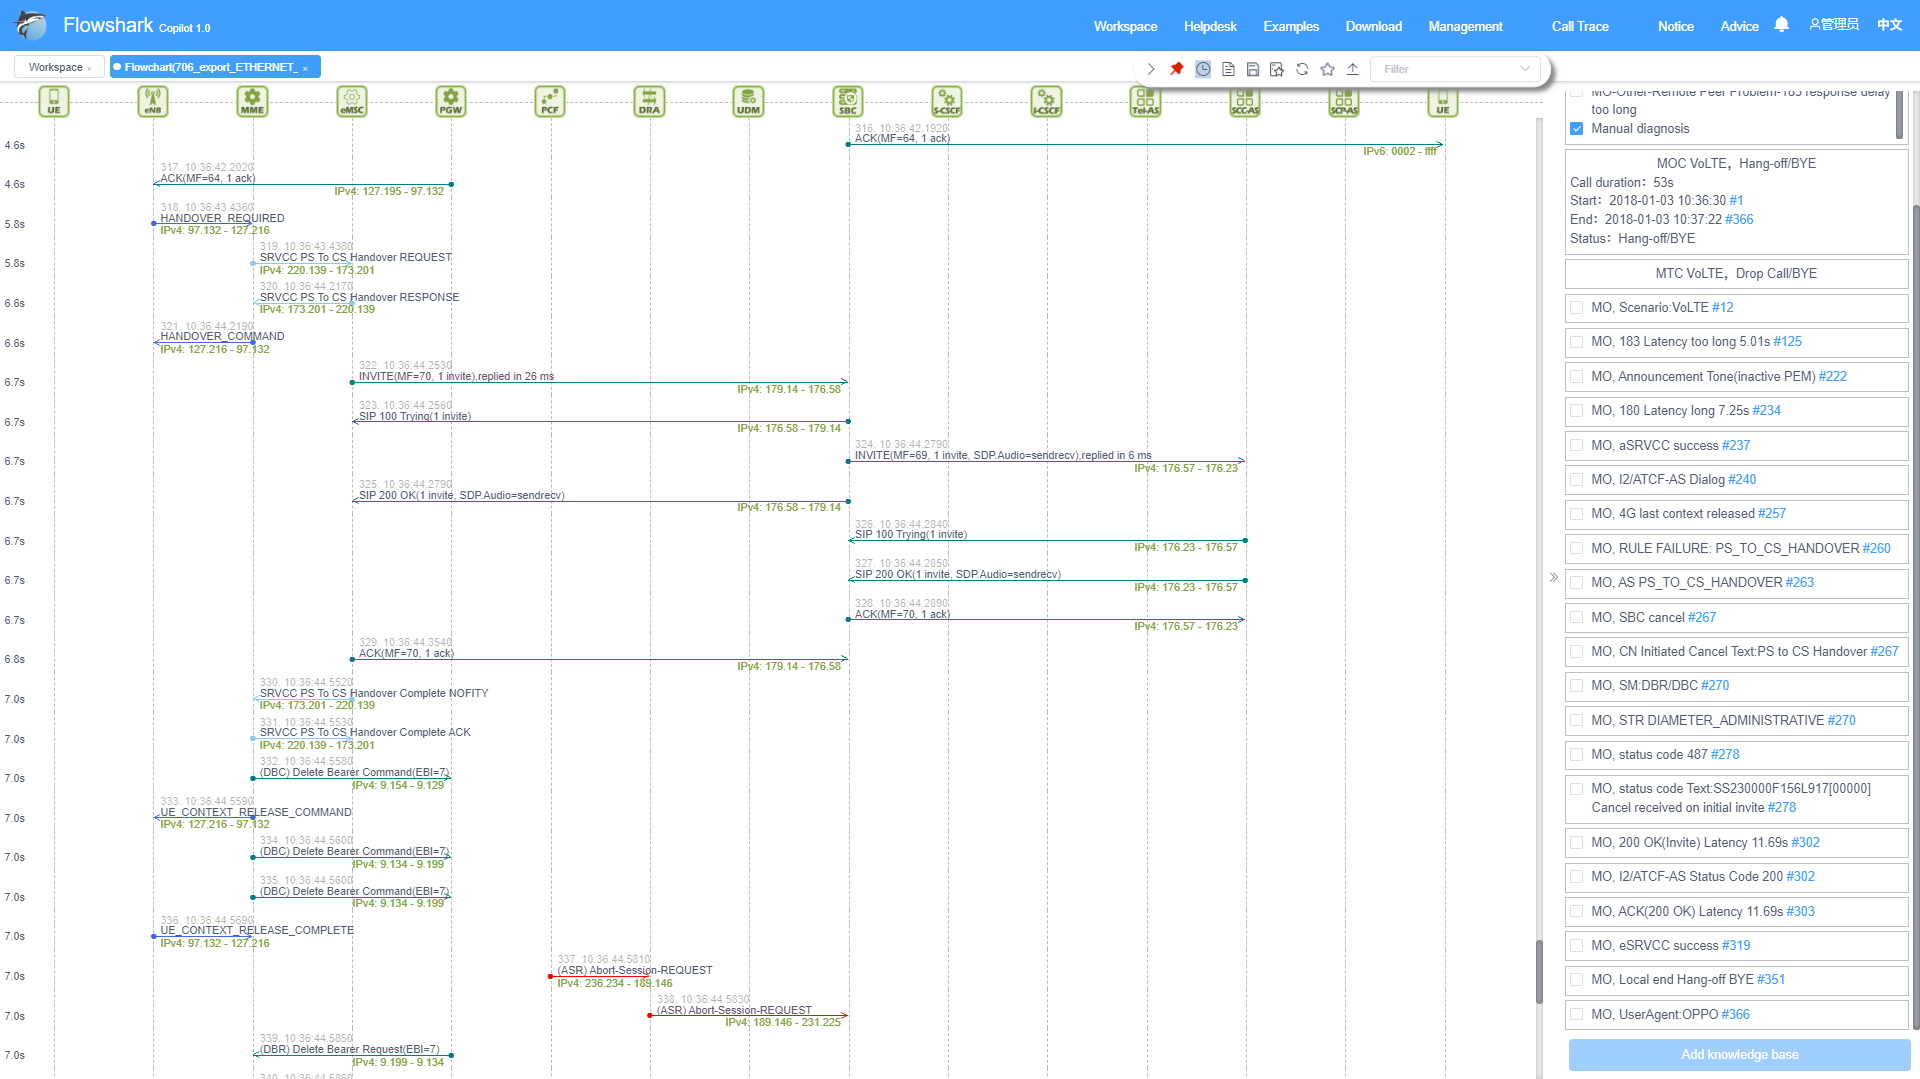 Flowshark Copilot 1.0
Workspace
Helpdesk
Examples
Download
Management
Call Trace
Notice
Advice
管理员
中文
Workspace ×
Flowchart(706_export_ETHERNET_ ×
Filter
UE
eNB
MME
eMSC
PGW
PCF
DRA
UDM
SBC
S-CSCF
I-CSCF
Tel-AS
SCC-AS
SCP-AS
UE
316. 10:36:42.1920
4.6s
ACK(MF=64, 1 ack)
IPv6: 0002 - ffff
317. 10:36:42.2020
4.6s
ACK(MF=64, 1 ack)
IPv4: 127.195 - 97.132
318. 10:36:43.4360
5.8s
HANDOVER_REQUIRED
IPv4: 97.132 - 127.216
319. 10:36:43.4380
5.8s
SRVCC PS To CS Handover REQUEST
IPv4: 220.139 - 173.201
320. 10:36:44.2170
6.6s
SRVCC PS To CS Handover RESPONSE
IPv4: 173.201 - 220.139
321. 10:36:44.2190
6.6s
HANDOVER_COMMAND
IPv4: 127.216 - 97.132
322. 10:36:44.2530
6.7s
INVITE(MF=70, 1 invite),replied in 26 ms
IPv4: 179.14 - 176.58
323. 10:36:44.2560
6.7s
SIP 100 Trying(1 invite)
IPv4: 176.58 - 179.14
324. 10:36:44.2790
6.7s
INVITE(MF=69, 1 invite, SDP.Audio=sendrecv),replied in 6 ms
IPv4: 176.57 - 176.23
325. 10:36:44.2790
6.7s
SIP 200 OK(1 invite, SDP.Audio=sendrecv)
IPv4: 176.58 - 179.14
326. 10:36:44.2840
6.7s
SIP 100 Trying(1 invite)
IPv4: 176.23 - 176.57
327. 10:36:44.2850
6.7s
SIP 200 OK(1 invite, SDP.Audio=sendrecv)
IPv4: 176.23 - 176.57
328. 10:36:44.2890
6.7s
ACK(MF=70, 1 ack)
IPv4: 176.57 - 176.23
329. 10:36:44.3540
6.8s
ACK(MF=70, 1 ack)
IPv4: 179.14 - 176.58
330. 10:36:44.5520
7.0s
SRVCC PS To CS Handover Complete NOFITY
IPv4: 173.201 - 220.139
331. 10:36:44.5530
7.0s
SRVCC PS To CS Handover Complete ACK
IPv4: 220.139 - 173.201
332. 10:36:44.5580
7.0s
(DBC) Delete Bearer Command(EBI=7)
IPv4: 9.154 - 9.129
333. 10:36:44.5590
7.0s
UE_CONTEXT_RELEASE_COMMAND
IPv4: 127.216 - 97.132
334. 10:36:44.5600
7.0s
(DBC) Delete Bearer Command(EBI=7)
IPv4: 9.134 - 9.199
335. 10:36:44.5600
7.0s
(DBC) Delete Bearer Command(EBI=7)
IPv4: 9.134 - 9.199
336. 10:36:44.5690
7.0s
UE_CONTEXT_RELEASE_COMPLETE
IPv4: 97.132 - 127.216
337. 10:36:44.5810
7.0s
(ASR) Abort-Session-REQUEST
IPv4: 236.234 - 189.146
338. 10:36:44.5830
7.0s
(ASR) Abort-Session-REQUEST
IPv4: 189.146 - 231.225
339. 10:36:44.5850
7.0s
(DBR) Delete Bearer Request(EBI=7)
IPv4: 9.199 - 9.134
340. 10:36:44.5860
MO-Other-Remote Peer Problem-183 response delay
too long
Manual diagnosis
MOC VoLTE，Hang-off/BYE
Call duration：53s
Start：2018-01-03 10:36:30 #1
End：2018-01-03 10:37:22 #366
Status：Hang-off/BYE
MTC VoLTE，Drop Call/BYE
MO, Scenario:VoLTE #12
MO, 183 Latency too long 5.01s #125
MO, Announcement Tone(inactive PEM) #222
MO, 180 Latency long 7.25s #234
MO, aSRVCC success #237
MO, I2/ATCF-AS Dialog #240
MO, 4G last context released #257
MO, RULE FAILURE: PS_TO_CS_HANDOVER #260
MO, AS PS_TO_CS_HANDOVER #263
MO, SBC cancel #267
MO, CN Initiated Cancel Text:PS to CS Handover #267
MO, SM:DBR/DBC #270
MO, STR DIAMETER_ADMINISTRATIVE #270
MO, status code 487 #278
MO, status code Text:SS230000F156L917[00000]
Cancel received on initial invite #278
MO, 200 OK(Invite) Latency 11.69s #302
MO, I2/ATCF-AS Status Code 200 #302
MO, ACK(200 OK) Latency 11.69s #303
MO, eSRVCC success #319
MO, Local end Hang-off BYE #351
MO, UserAgent:OPPO #366
Add knowledge base